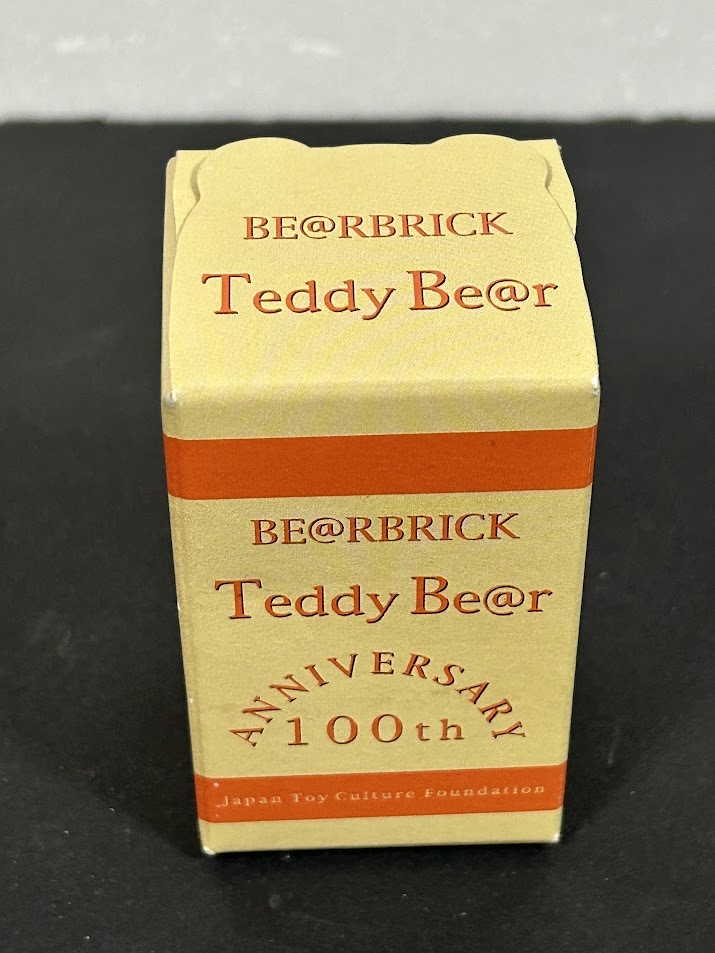 BE@RBRICK
Teddy Be@r
BE@RBRICK
Teddy Be@r
ANNIVERSARY
100th
Japan Toy Culture Foundation